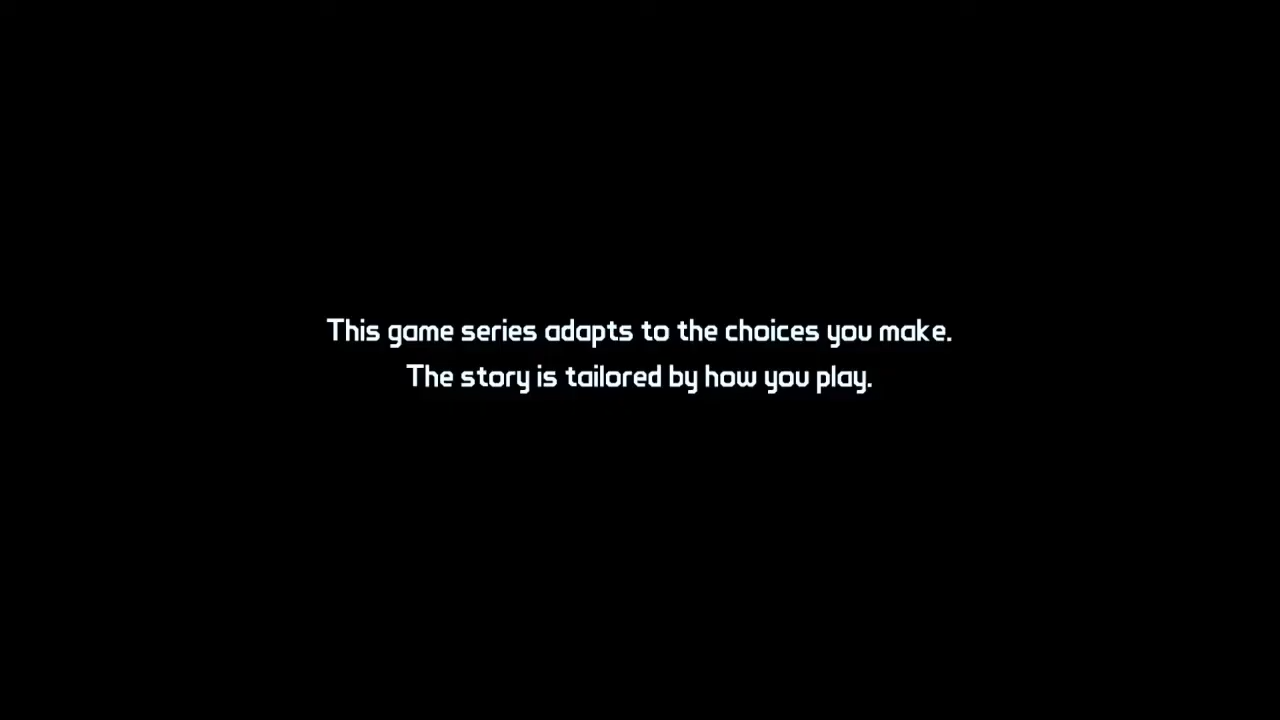 This game series adapts to the choices you make.
The story is tailored by how you play.